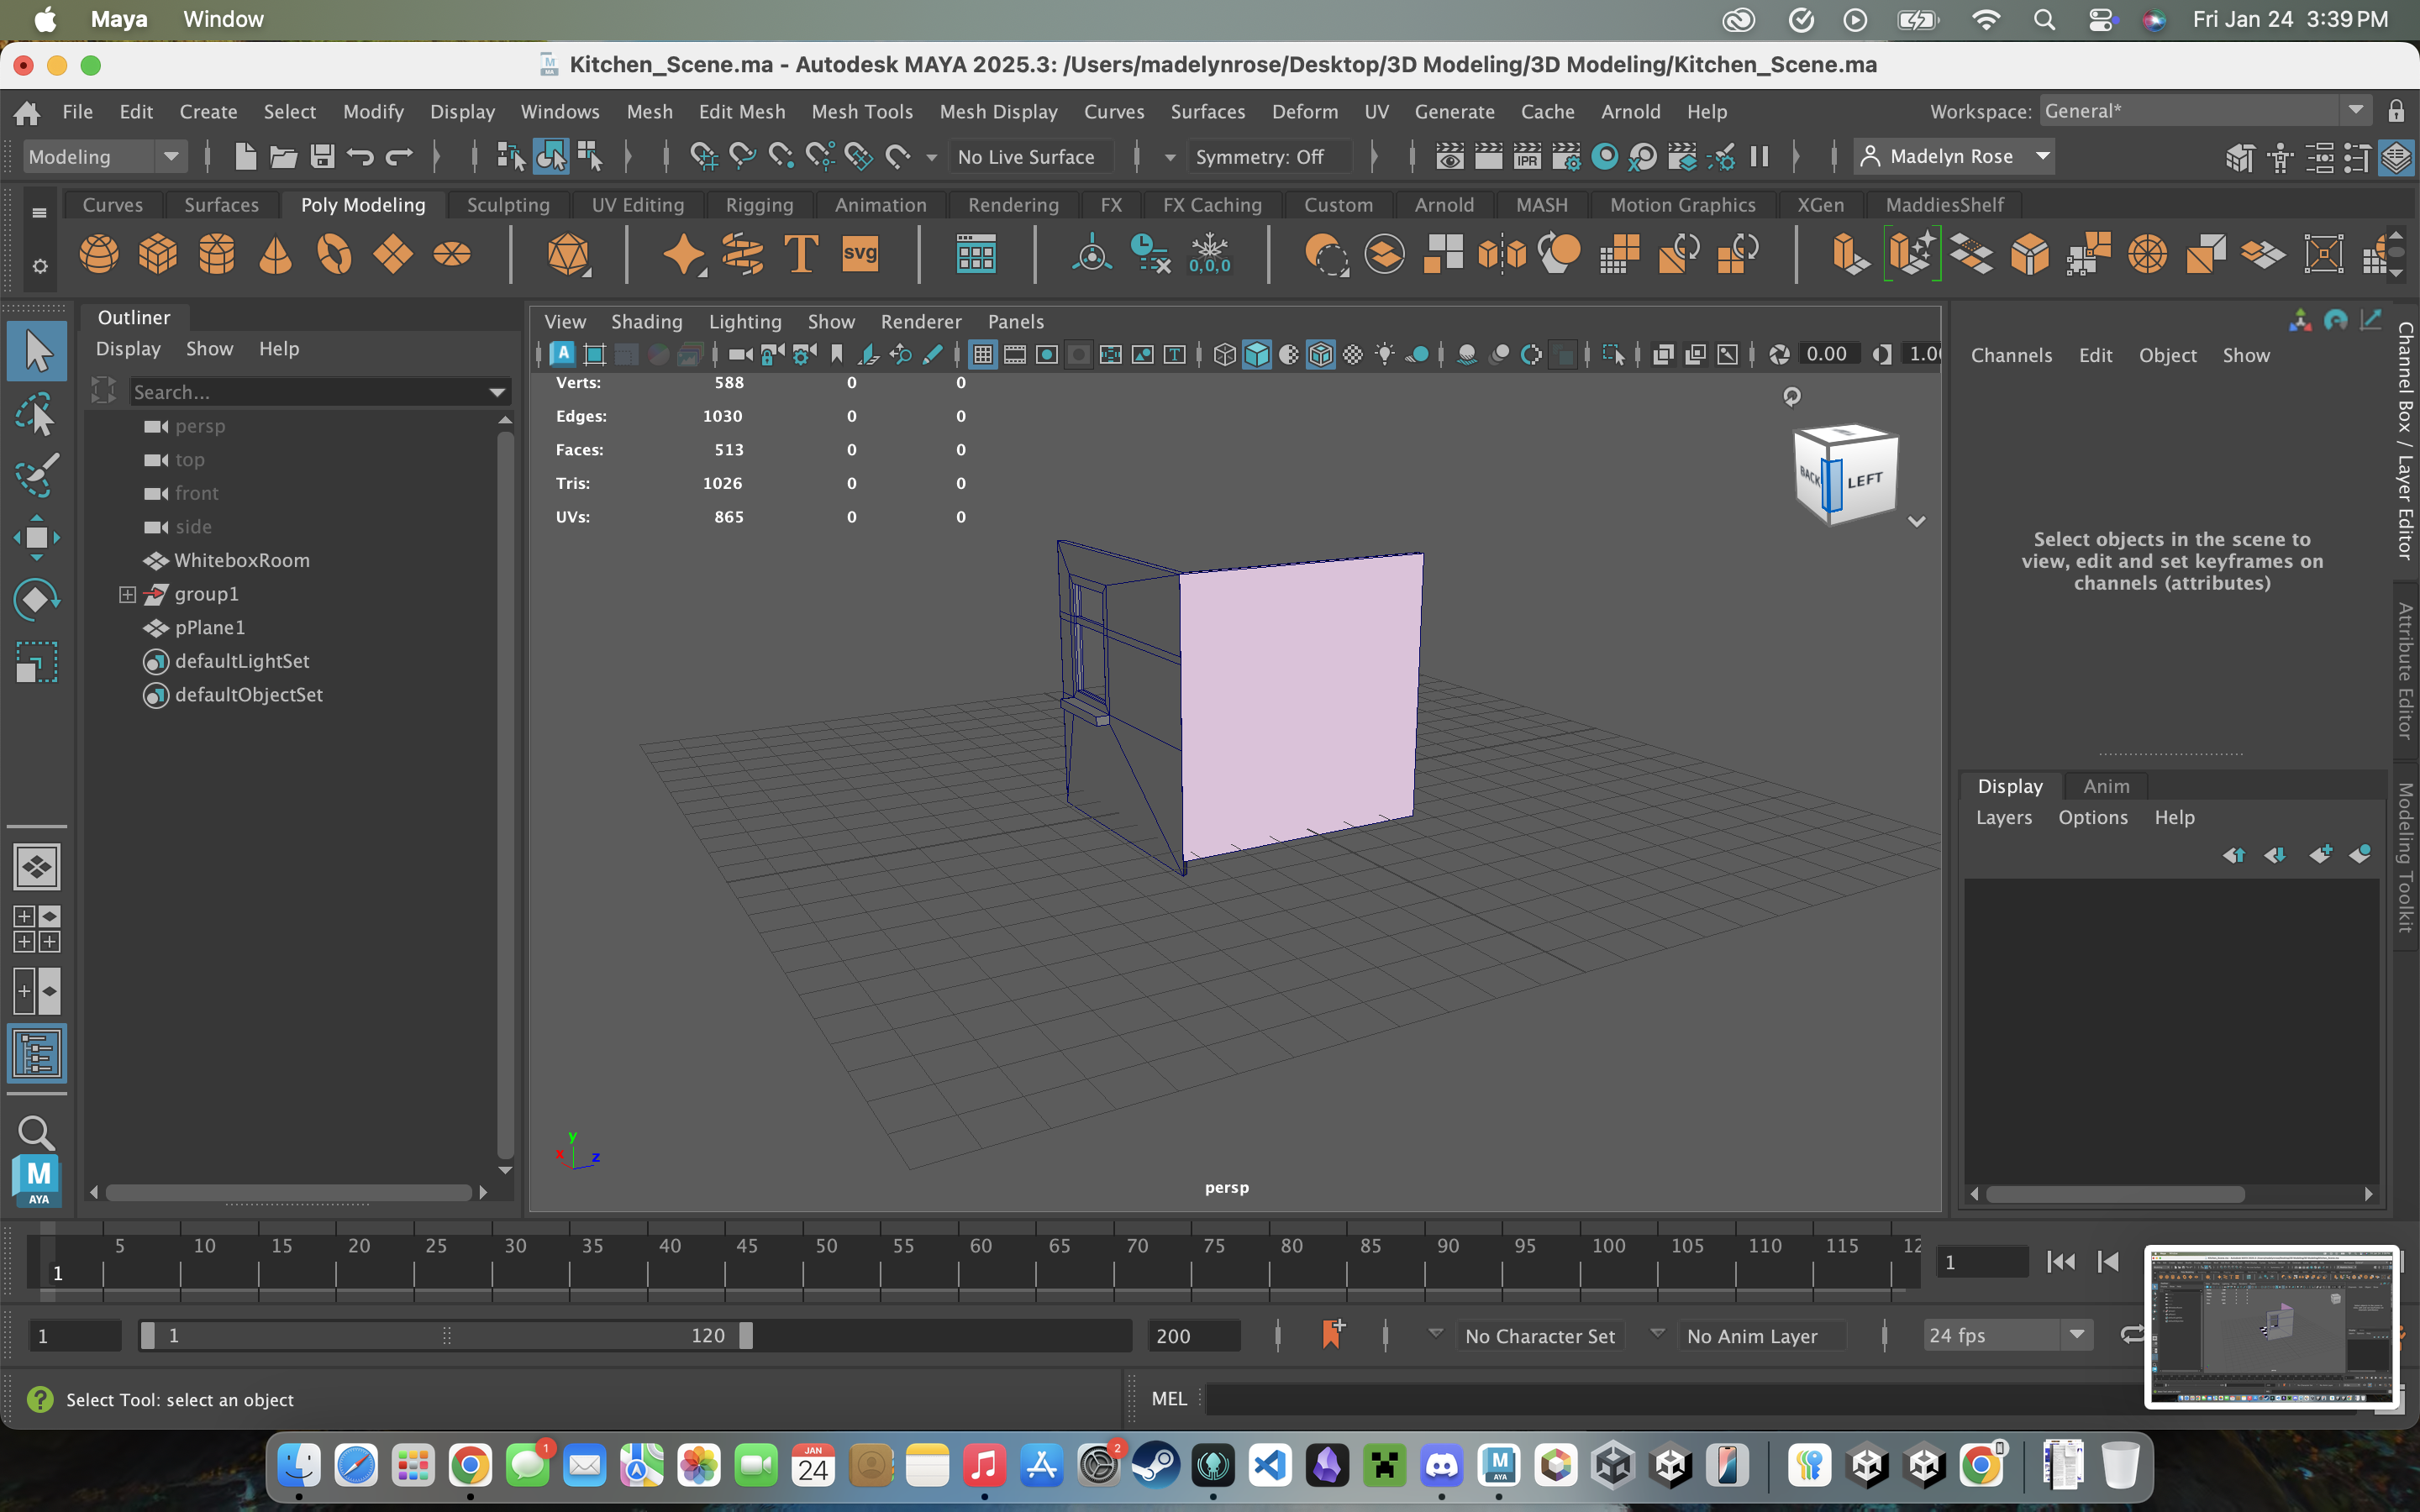 Maya Window Fri Jan 24 3:39 PM
Kitchen_Scene.ma - Autodesk MAYA 2025.3: /Users/madelynrose/Desktop/3D Modeling/3D Modeling/Kitchen_Scene.ma
File Edit Create Select Modify Display Windows Mesh Edit Mesh Mesh Tools Mesh Display Curves Surfaces Deform UV Generate Cache Arnold Help Workspace: General*
Modeling No Live Surface Symmetry: Off IPR Madelyn Rose
Curves Surfaces Poly Modeling Sculpting UV Editing Rigging Animation Rendering FX FX Caching Custom Arnold MASH Motion Graphics XGen MaddiesShelf
T svg 0,0,0
Outliner
Display Show Help
Search...
persp
top
front
side
WhiteboxRoom
group1
pPlane1
defaultLightSet
defaultObjectSet
M
AYA
View Shading Lighting Show Renderer Panels
A T 0.00 1.0
Verts: 588 0 0
Edges: 1030 0 0
Faces: 513 0 0
Tris: 1026 0 0
UVs: 865 0 0
BACK LEFT
y
x z
persp
Channels Edit Object Show
Select objects in the scene to
view, edit and set keyframes on
channels (attributes)
Channel Box / Layer Editor
Attribute Editor
Modeling Toolkit
Display Anim
Layers Options Help
5 10 15 20 25 30 35 40 45 50 55 60 65 70 75 80 85 90 95 100 105 110 115 12
1
1
1 1 120 200 No Character Set No Anim Layer 24 fps
? Select Tool: select an object MEL
1 JAN 24 2 M AYA